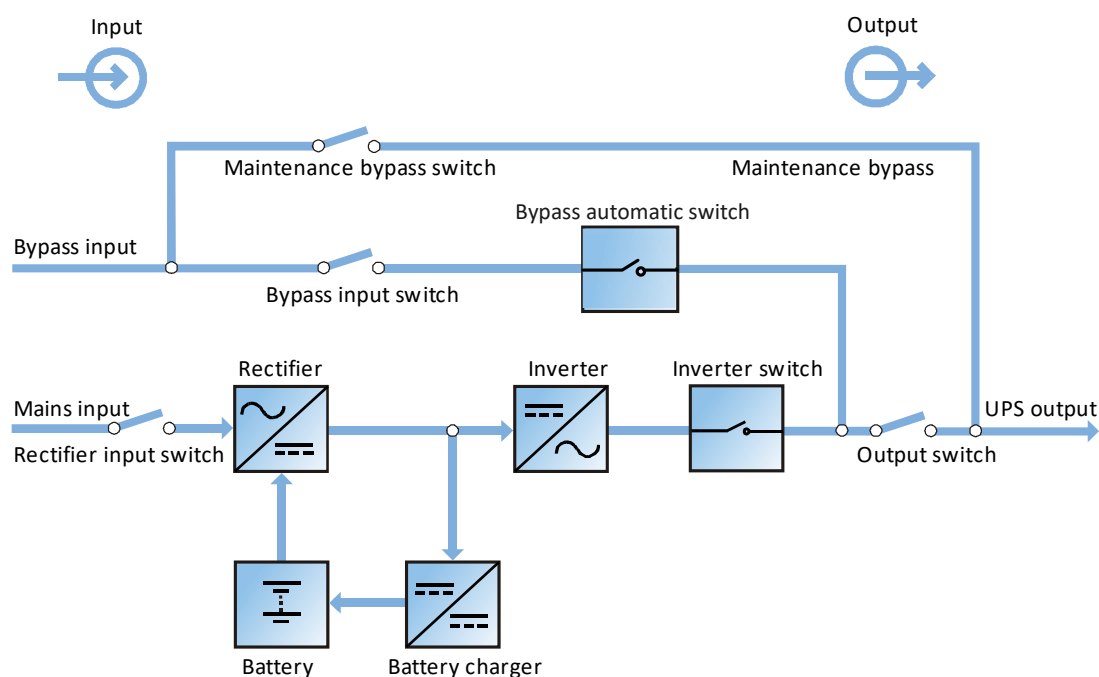 Input
Output
Maintenance bypass switch
Maintenance bypass
Bypass automatic switch
Bypass input
Bypass input switch
Rectifier
Inverter
Inverter switch
Mains input
UPS output
Rectifier input switch
Output switch
Battery
Battery charger